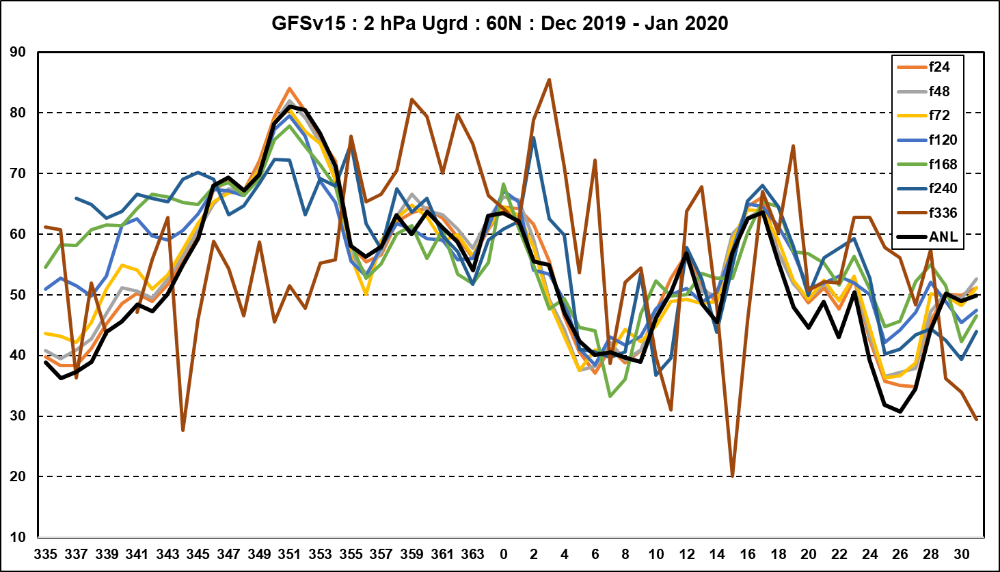 GFSv15 : 2 hPa Ugrd : 60N : Dec 2019 - Jan 2020
90
80
70
60
50
40
30
20
10
f24
f48
f72
f120
f168
f240
f336
ANL
335 337 339 341 343 345 347 349 351 353 355 357 359 361 363 0 2 4 6 8 10 12 14 16 18 20 22 24 26 28 30